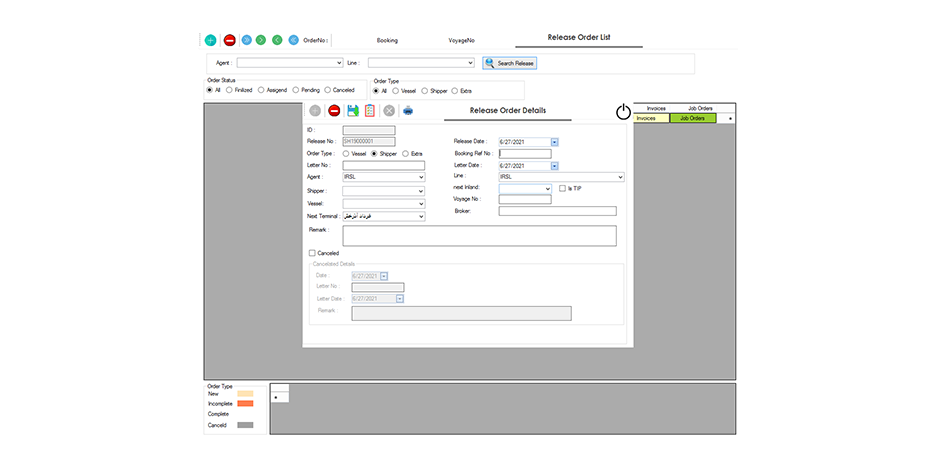 OrderNo :
Booking
VoyageNo
Release Order List
Agent :
Line :
Search Release
Order Status
All Finilized Assigend Pending Canceled
Order Type
All Vessel Shipper Extra
Invoices Job Orders
Invoices Job Orders
Release Order Details
ID :
Release No : SH19000001
Release Date : 6/27/2021
Order Type : Vessel Shipper Extra
Booking Ref No :
Letter No :
Letter Date : 6/27/2021
Agent : IRSL
Line : IRSL
Shipper :
next Inland :
Is TIP
Vessel:
Voyage No :
Next Terminal :
Broker:
Remark :
Canceled
Cancelated Details
Date : 6/27/2021
Letter No :
Letter Date : 6/27/2021
Remark :
Order Type
New
Incomplete
Complete
Canceld